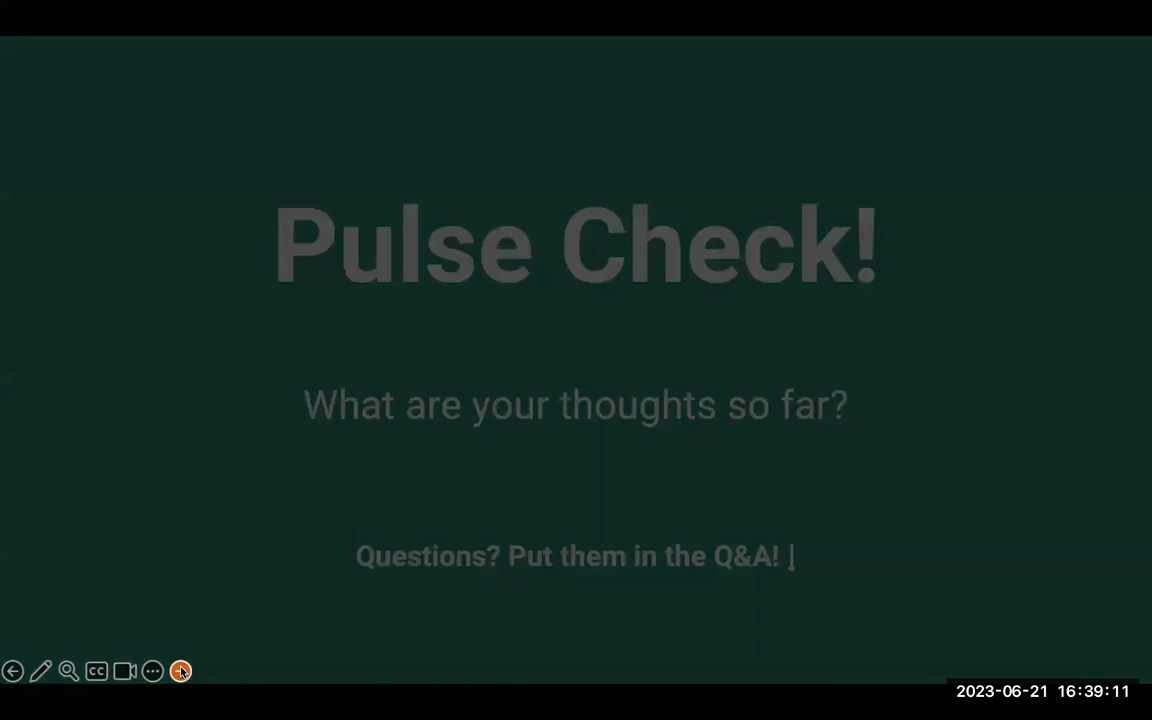 Pulse Check!
What are your thoughts so far?
Questions? Put them in the Q&A! ↓
CC
2023-06-21 16:39:11